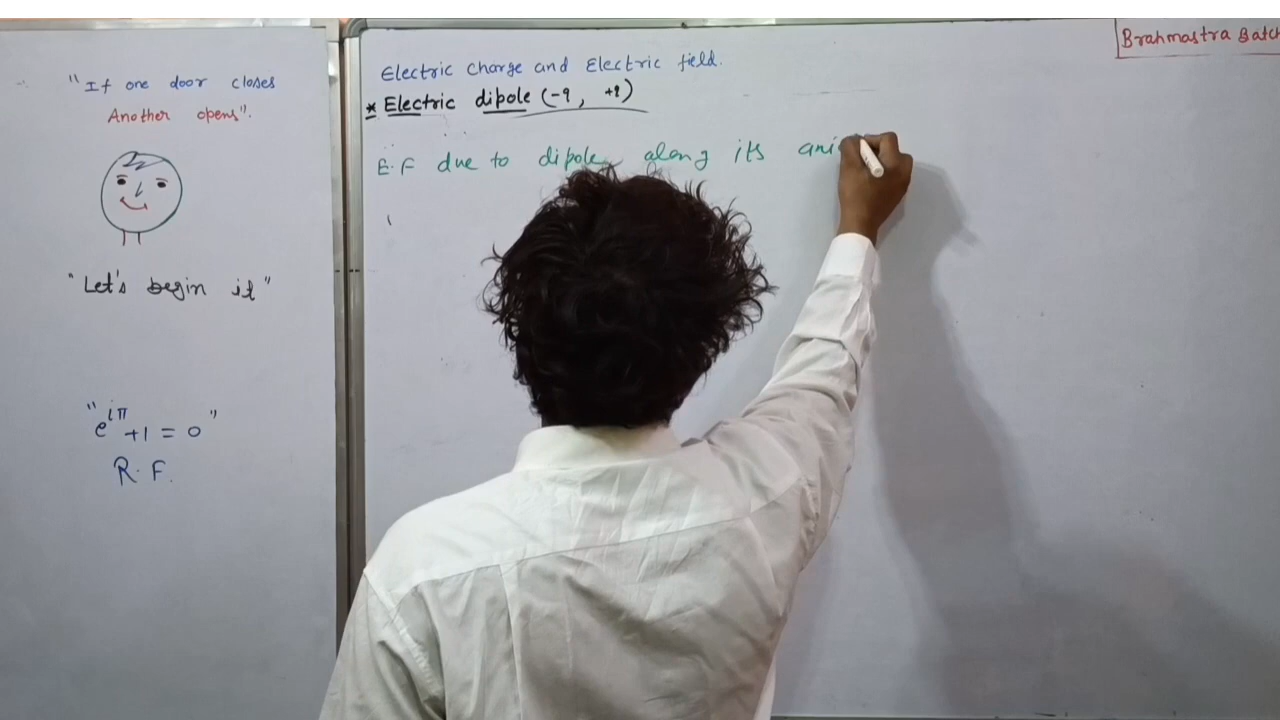 "If one door closes
Another opens".
"Let's begin it"
"e^iπ +1 = 0"
R. F.
Brahmastra Batch
Electric Charge and Electric field.
* Electric dipole (-q, +q)
E.F due to dipole along its axi